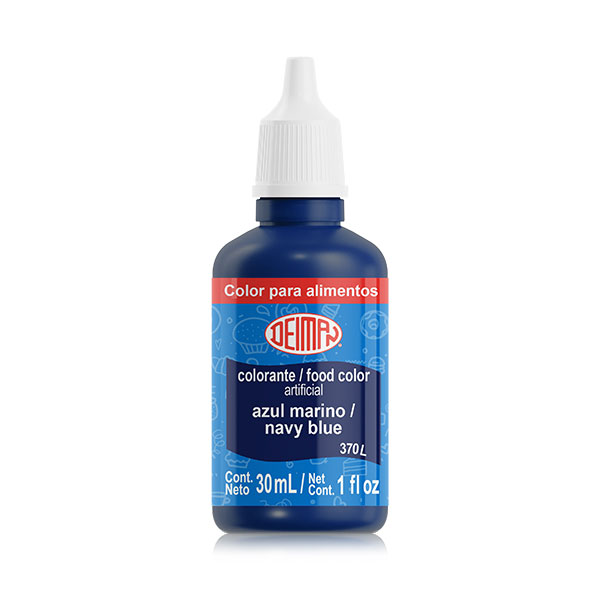 Color para alimentos
DEIMAN
colorante / food color
artificial
azul marino /
navy blue
370 L
Cont. Neto 30 mL / Net Cont. 1 fl oz